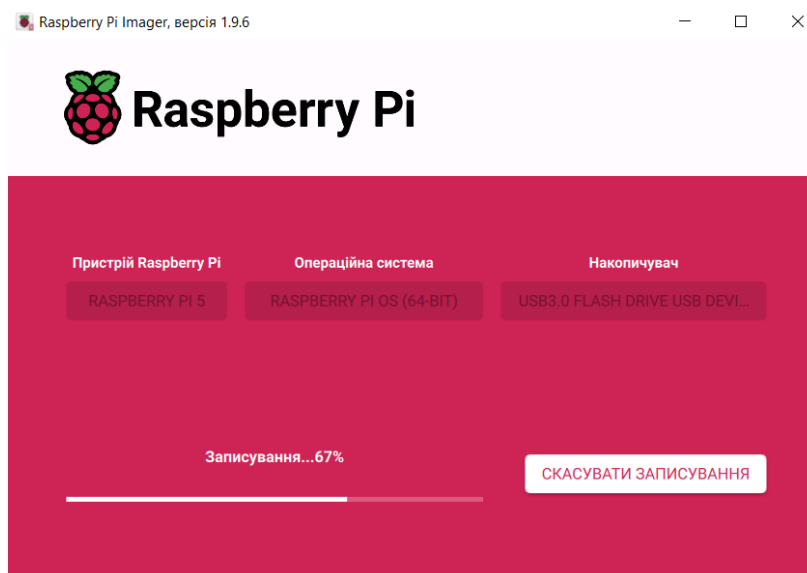 Raspberry Pi Imager, версія 1.9.6
Raspberry Pi
Пристрій Raspberry Pi
Операційна система
Накопичувач
RASPBERRY PI 5
RASPBERRY PI OS (64-BIT)
USB3.0 FLASH DRIVE USB DEVI...
Записування...67%
СКАСУВАТИ ЗАПИСУВАННЯ